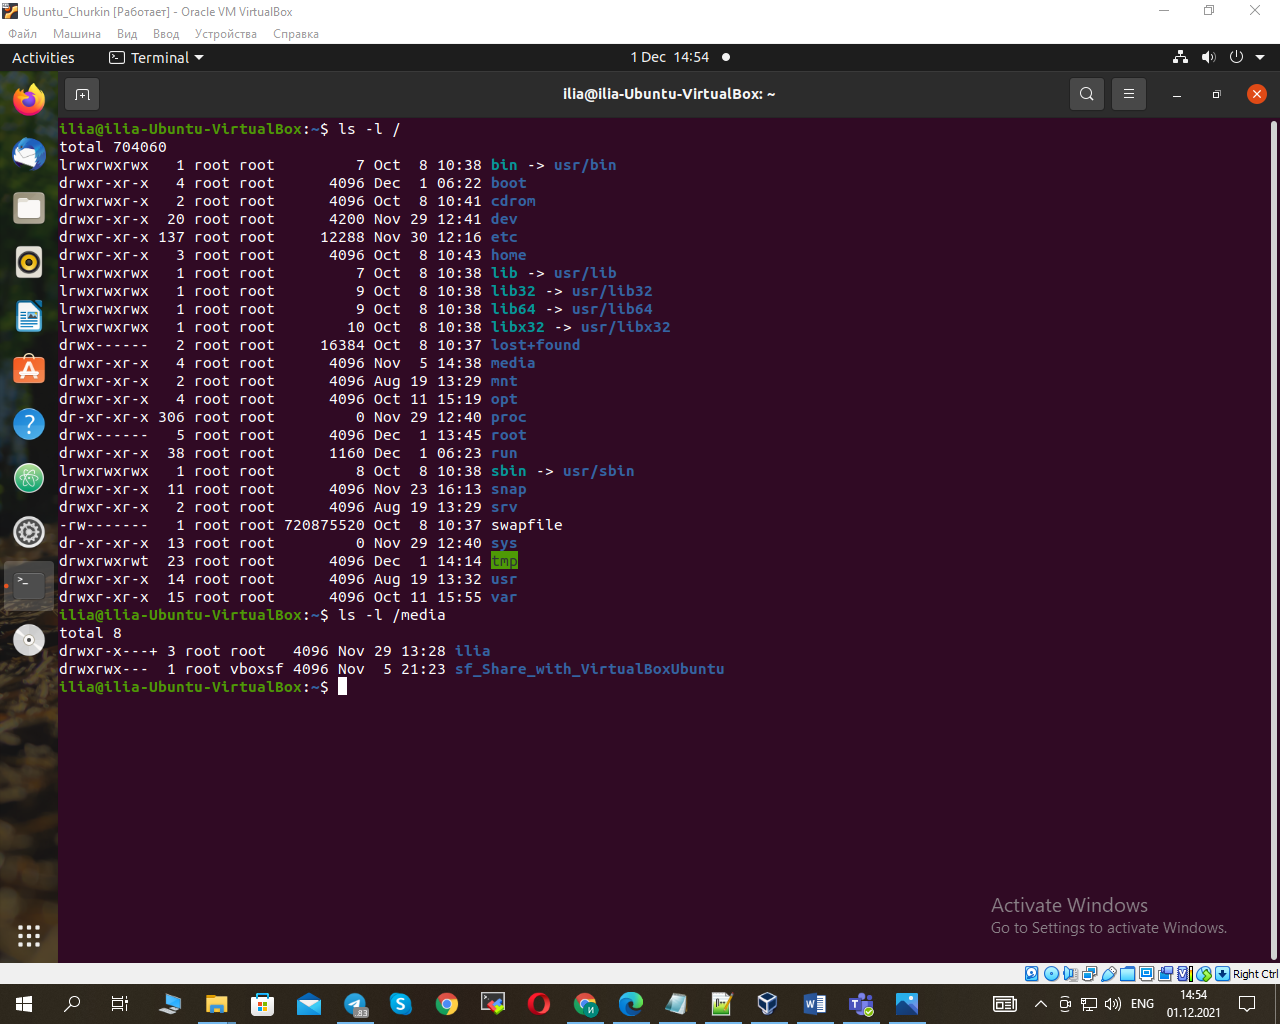 Ubuntu_Churkin [Работает] - Oracle VM VirtualBox
Файл Машина Вид Ввод Устройства Справка
Activities Terminal 1 Dec 14:54
ilia@ilia-Ubuntu-VirtualBox: ~
ilia@ilia-Ubuntu-VirtualBox:~$ ls -l /
total 704060
lrwxrwxrwx   1 root root         7 Oct  8 10:38 bin -> usr/bin
drwxr-xr-x   4 root root      4096 Dec  1 06:22 boot
drwxrwxr-x   2 root root      4096 Oct  8 10:41 cdrom
drwxr-xr-x  20 root root      4200 Nov 29 12:41 dev
drwxr-xr-x 137 root root     12288 Nov 30 12:16 etc
drwxr-xr-x   3 root root      4096 Oct  8 10:43 home
lrwxrwxrwx   1 root root         7 Oct  8 10:38 lib -> usr/lib
lrwxrwxrwx   1 root root         9 Oct  8 10:38 lib32 -> usr/lib32
lrwxrwxrwx   1 root root         9 Oct  8 10:38 lib64 -> usr/lib64
lrwxrwxrwx   1 root root        10 Oct  8 10:38 libx32 -> usr/libx32
drwx------   2 root root     16384 Oct  8 10:37 lost+found
drwxr-xr-x   4 root root      4096 Nov  5 14:38 media
drwxr-xr-x   2 root root      4096 Aug 19 13:29 mnt
drwxr-xr-x   4 root root      4096 Oct 11 15:19 opt
dr-xr-xr-x 306 root root         0 Nov 29 12:40 proc
drwx------   5 root root      4096 Dec  1 13:45 root
drwxr-xr-x  38 root root      1160 Dec  1 06:23 run
lrwxrwxrwx   1 root root         8 Oct  8 10:38 sbin -> usr/sbin
drwxr-xr-x  11 root root      4096 Nov 23 16:13 snap
drwxr-xr-x   2 root root      4096 Aug 19 13:29 srv
-rw-------   1 root root 720875520 Oct  8 10:37 swapfile
dr-xr-xr-x  13 root root         0 Nov 29 12:40 sys
drwxrwxrwt  23 root root      4096 Dec  1 14:14 tmp
drwxr-xr-x  14 root root      4096 Aug 19 13:32 usr
drwxr-xr-x  15 root root      4096 Oct 11 15:55 var
ilia@ilia-Ubuntu-VirtualBox:~$ ls -l /media
total 8
drwxr-x---+ 3 root root   4096 Nov 29 13:28 ilia
drwxrwx---  1 root vboxsf 4096 Nov  5 21:23 sf_Share_with_VirtualBoxUbuntu
ilia@ilia-Ubuntu-VirtualBox:~$
Activate Windows
Go to Settings to activate Windows.
Right Ctrl
ENG 14:54
01.12.2021